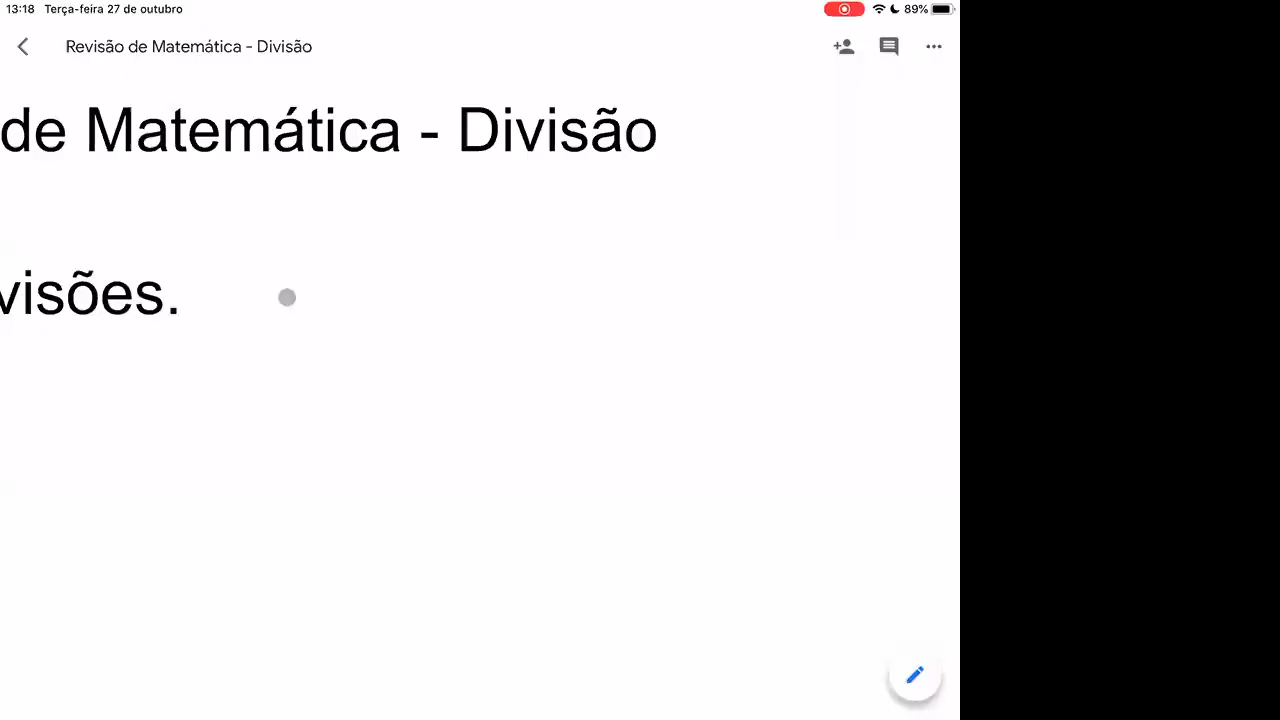 13:18 Terça-feira 27 de outubro 89%
Revisão de Matemática - Divisão
de Matemática - Divisão
visões.